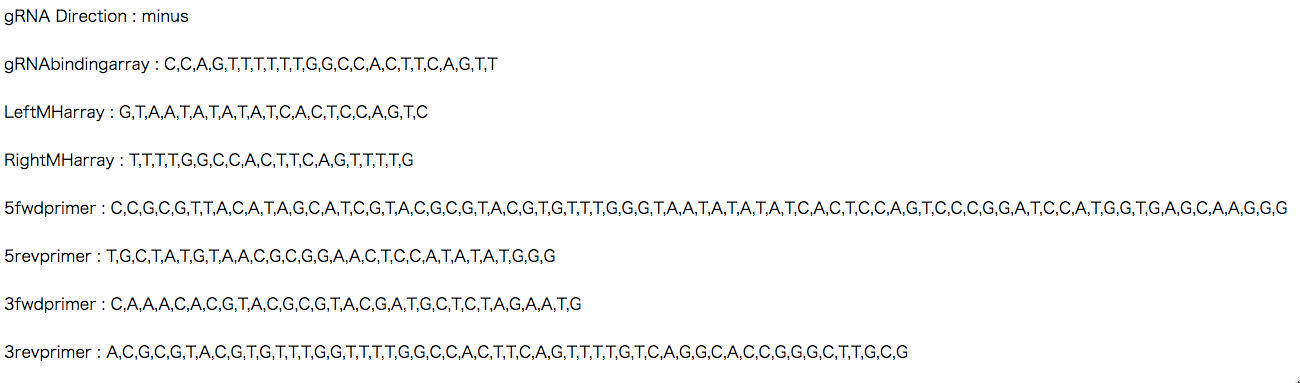 gRNA Direction : minus
gRNAbindingarray : C,C,A,G,T,T,T,T,T,T,G,G,C,C,A,C,T,T,C,A,G,T,T
LeftMHarray : G,T,A,A,T,A,T,A,T,A,T,C,A,C,T,C,C,A,G,T,C
RightMHarray : T,T,T,T,G,G,C,C,A,C,T,T,C,A,G,T,T,T,T,G
5fwdprimer : C,C,G,C,G,T,T,A,C,A,T,A,G,C,A,T,C,G,T,A,C,G,C,G,T,A,C,G,T,G,T,T,T,G,G,G,T,A,A,T,A,T,A,T,A,T,C,A,C,T,C,C,A,G,T,C,C,C,G,G,A,T,C,C,A,T,G,G,T,G,A,G,C,A,A,G,G,G
5revprimer : T,G,C,T,A,T,G,T,A,A,C,G,C,G,G,A,A,C,T,C,C,A,T,A,T,A,T,G,G,G
3fwdprimer : C,A,A,A,C,A,C,G,T,A,C,G,C,G,T,A,C,G,A,T,G,C,T,C,T,A,G,A,A,T,G
3revprimer : A,C,G,C,G,T,A,C,G,T,G,T,T,T,G,G,T,T,T,T,G,G,C,C,A,C,T,T,C,A,G,T,T,T,T,G,T,C,A,G,G,C,A,C,C,G,G,G,C,T,T,G,C,G